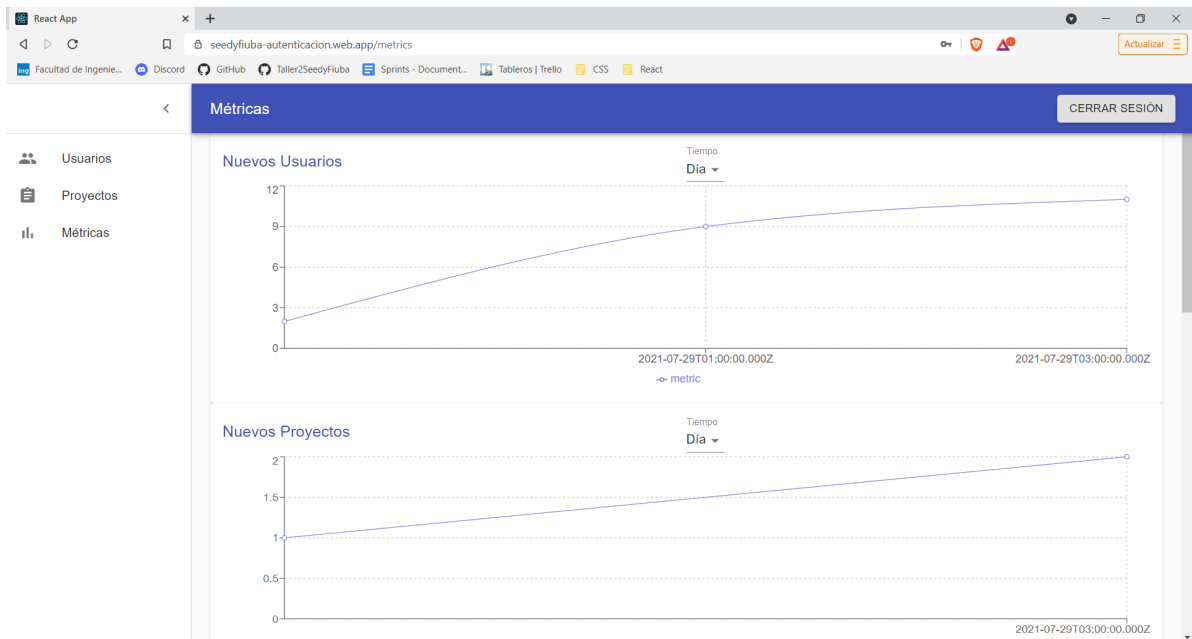 React App
seedyfiuba-autenticacion.web.app/metrics
Actualizar
ing Facultad de Ingenie... Discord GitHub Taller2SeedyFiuba Sprints - Document... Tableros | Trello CSS React
Métricas
CERRAR SESIÓN
Usuarios
Proyectos
Métricas
Nuevos Usuarios
Tiempo
Día
12
9
6
3
0
2021-07-29T01:00:00.000Z
2021-07-29T03:00:00.000Z
metric
Nuevos Proyectos
Tiempo
Día
2
1.5
1
0.5
0
2021-07-29T03:00:00.000Z